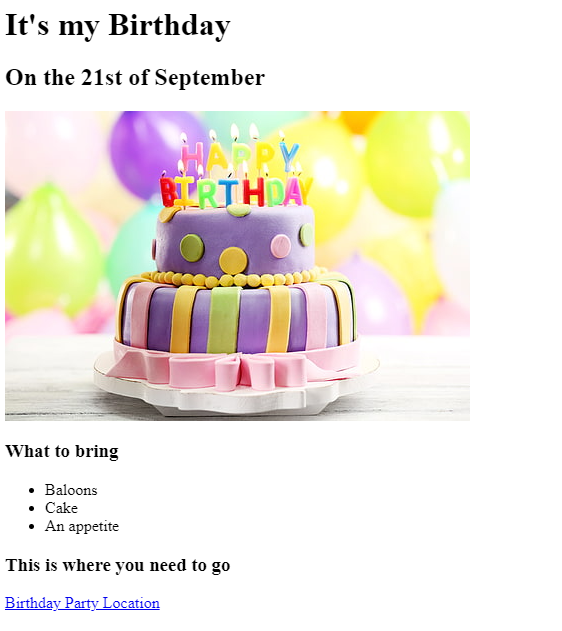 It's my Birthday
On the 21st of September
HAPPY
BIRTHDAY
What to bring
Baloons
Cake
An appetite
This is where you need to go
Birthday Party Location